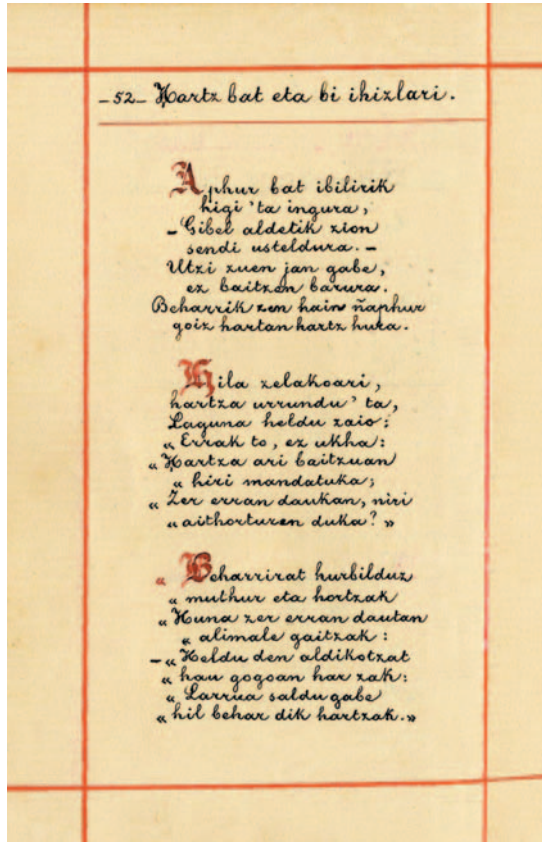 -52- Hartz bat eta bi ihizlari.
Aphur bat ibilirik
higi 'ta ingura,
- Gibel aldetik zion
sendi usteldura. -
Utzi zuen jan gabe,
ez baitzen barura.
Beharrik zen hain ñaphur
goiz hartan hartz hura.
Hila zelakoari,
hartza urrundu' ta,
Laguna heldu zaio:
« Errak to, ez ukha:
« Hartza ari baitzuan
« hiri mandatuka;
« Zer erran daukan, niri
« aithorturen duka? »
« Beharrirat hurbilduz
« muthur eta hortzak
« Huna zer erran dautan
« alimale gaitzak :
- « Heldu den aldikotzat
« hau gogoan har zak:
« Larrua saldu gabe
« hil behar dik hartzak. »